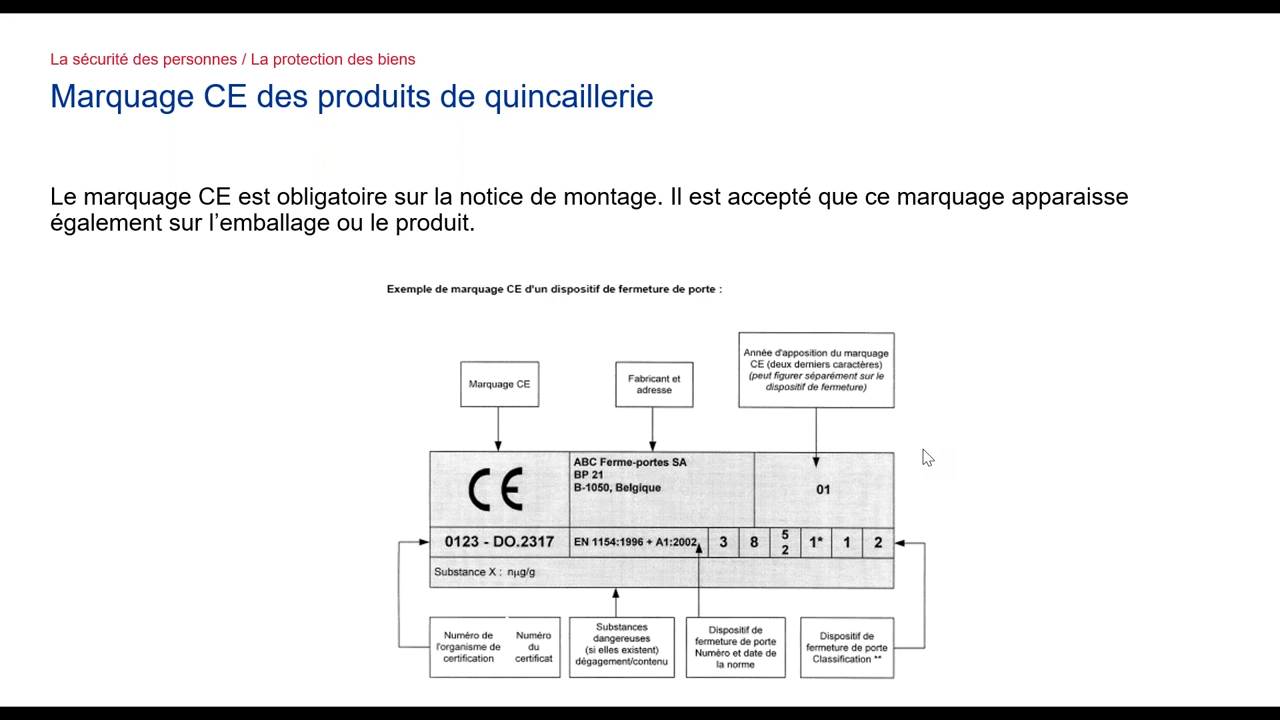 La sécurité des personnes / La protection des biens
Marquage CE des produits de quincaillerie
Le marquage CE est obligatoire sur la notice de montage. Il est accepté que ce marquage apparaisse
également sur l’emballage ou le produit.
Exemple de marquage CE d'un dispositif de fermeture de porte :
Marquage CE
Fabricant et
adresse
Année d'apposition du marquage
CE (deux derniers caractères)
(peut figurer séparément sur le
dispositif de fermeture)
CE
ABC Ferme-portes SA
BP 21
B-1050, Belgique
01
0123 - DO.2317
EN 1154:1996 + A1:2002
3
8
5
2
1*
1
2
Substance X : nµg/g
Numéro de
l'organisme de
certification
Numéro
du
certificat
Substances
dangereuses
(si elles existent)
dégagement/contenu
Dispositif de
fermeture de porte
Numéro et date de
la norme
Dispositif de
fermeture de porte
Classification **